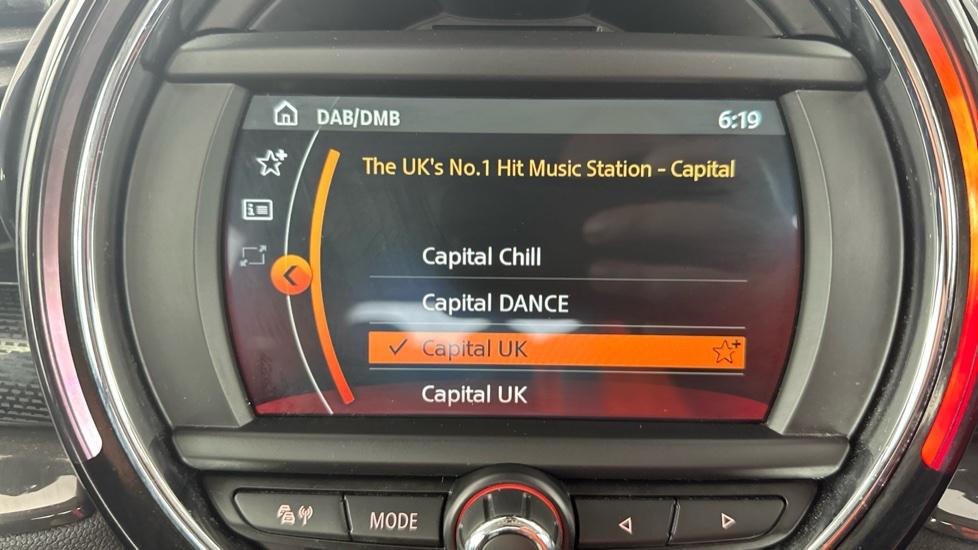 DAB/DMB 6:19
The UK's No.1 Hit Music Station - Capital
Capital Chill
Capital DANCE
Capital UK
Capital UK
MODE